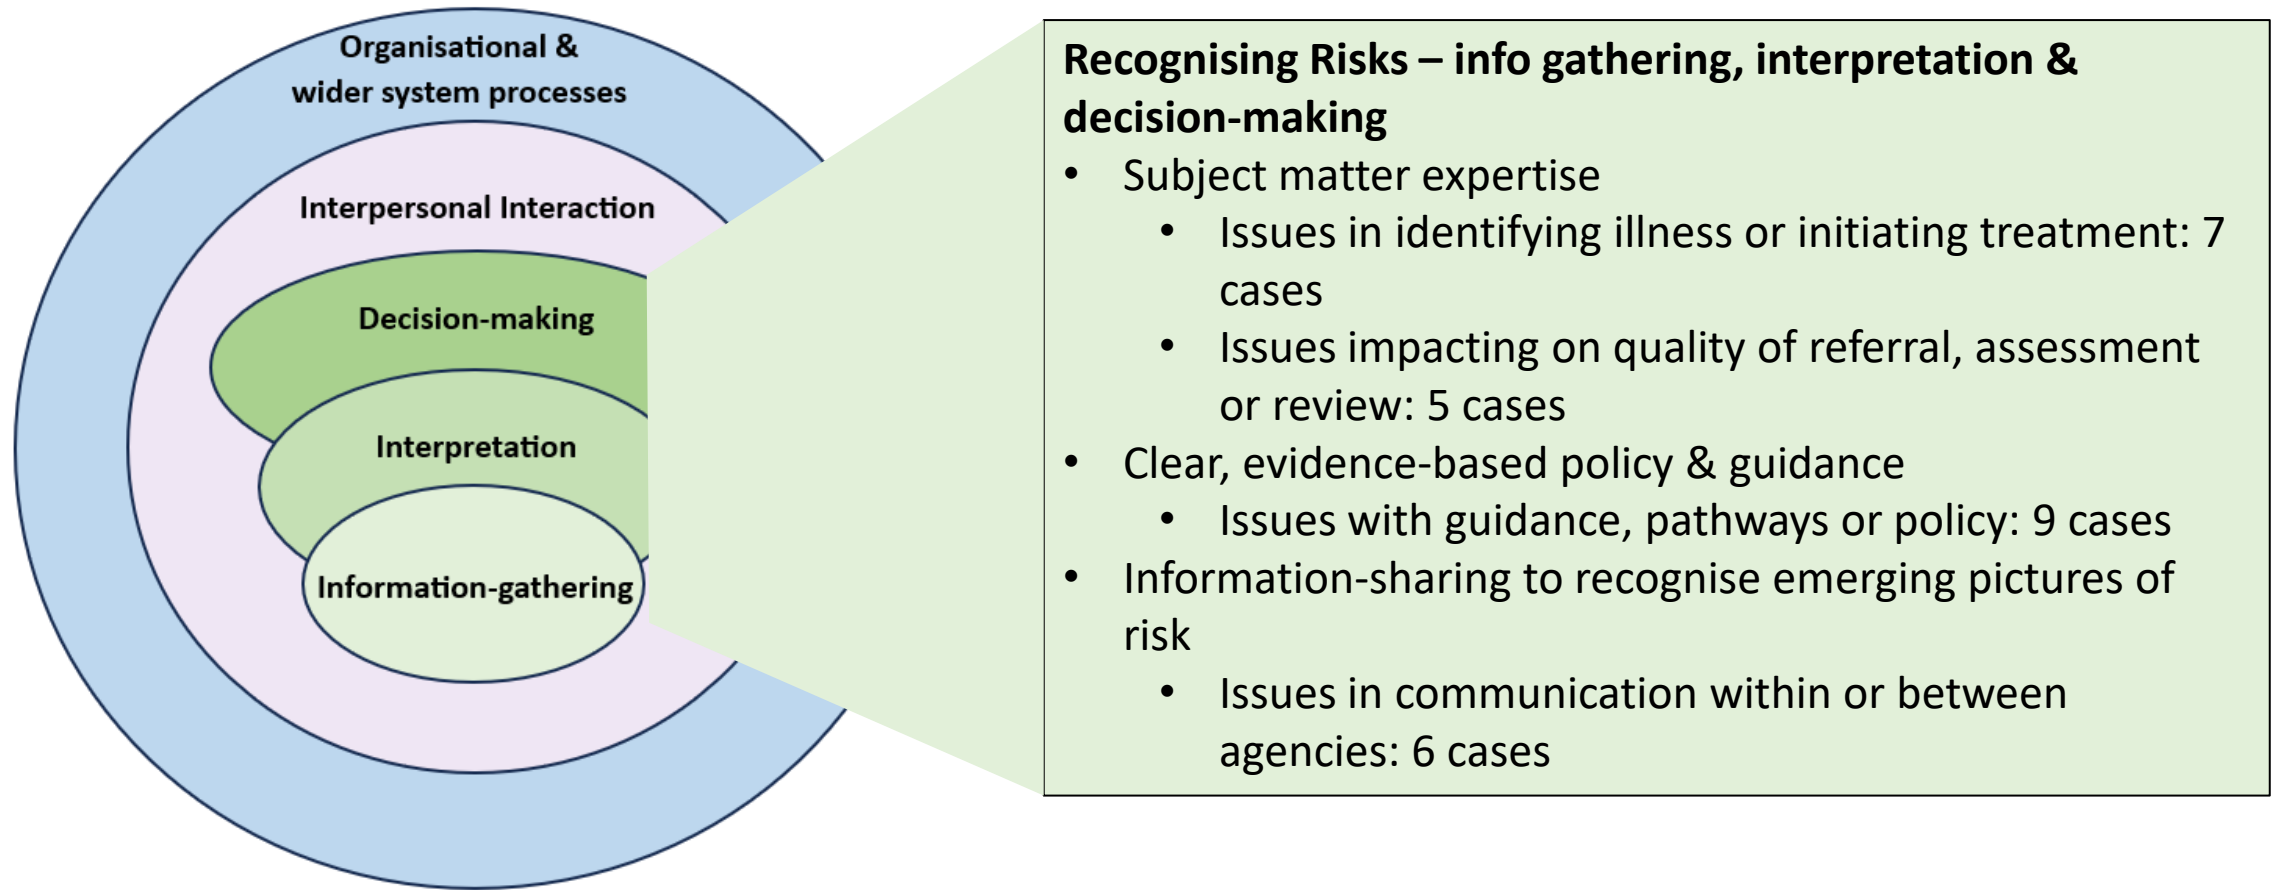 Organisational &
wider system processes
Interpersonal Interaction
Decision-making
Interpretation
Information-gathering
Recognising Risks – info gathering, interpretation &
decision-making
• Subject matter expertise
• Issues in identifying illness or initiating treatment: 7
cases
• Issues impacting on quality of referral, assessment
or review: 5 cases
• Clear, evidence-based policy & guidance
• Issues with guidance, pathways or policy: 9 cases
• Information-sharing to recognise emerging pictures of
risk
• Issues in communication within or between
agencies: 6 cases